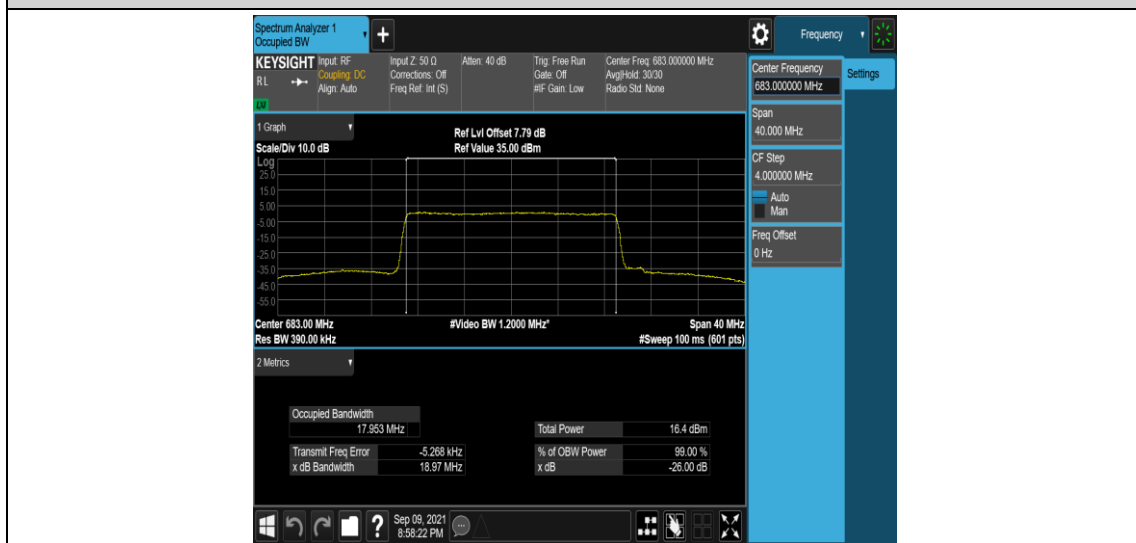 Spectrum Analyzer 1
Occupied BW
+
Frequency
KEYSIGHT
RL
LXI
Input: RF
Coupling: DC
Align: Auto
Input Z: 50 Ω
Corrections: Off
Freq Ref: Int (S)
Atten: 40 dB
Trig: Free Run
Gate: Off
#IF Gain: Low
Center Freq: 683.000000 MHz
Avg|Hold: 30/30
Radio Std: None
Center Frequency
683.000000 MHz
Settings
Span
40.000 MHz
CF Step
4.000000 MHz
Auto
Man
Freq Offset
0 Hz
1 Graph
Scale/Div 10.0 dB
Ref Lvl Offset 7.79 dB
Ref Value 35.00 dBm
Log
25.0
15.0
5.00
-5.00
-15.0
-25.0
-35.0
-45.0
-55.0
Center 683.00 MHz
#Video BW 1.2000 MHz*
Span 40 MHz
Res BW 390.00 kHz
#Sweep 100 ms (601 pts)
2 Metrics
Occupied Bandwidth
17.953 MHz
Total Power 16.4 dBm
Transmit Freq Error -5.268 kHz
% of OBW Power 99.00 %
x dB Bandwidth 18.97 MHz
x dB -26.00 dB
?
Sep 09, 2021
8:58:22 PM